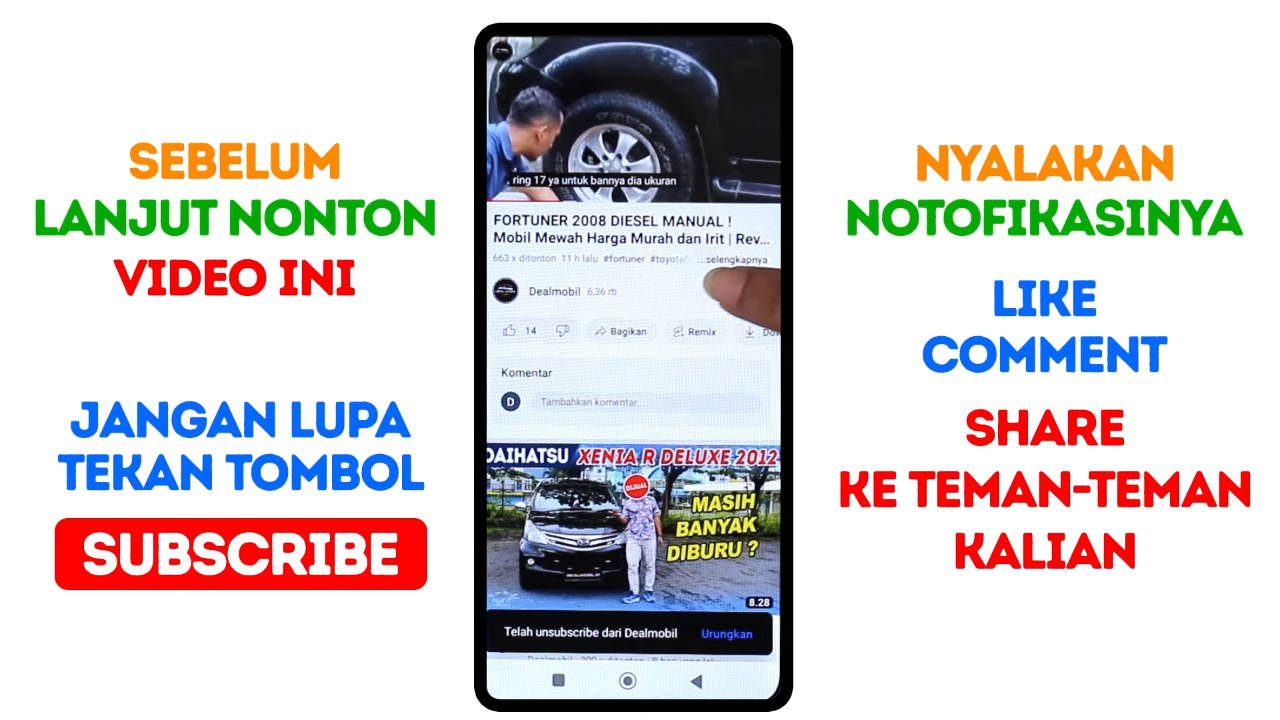 SEBELUM
LANJUT NONTON
VIDEO INI
JANGAN LUPA
TEKAN TOMBOL
SUBSCRIBE
ring 17 ya untuk bannya dia ukuran
FORTUNER 2008 DIESEL MANUAL !
Mobil Mewah Harga Murah dan Irit | Rev...
663 x ditonton 11 h lalu #fortuner #toyota ...selengkapnya
Dealmobil 6,36 rb
14 Bagikan Remix
Komentar
D Tambahkan komentar...
DAIHATSU XENIA R DELUXE 2012
DIJUAL
MASIH
BANYAK
DIBURU ?
8.28
Telah unsubscribe dari Dealmobil Urungkan
NYALAKAN
NOTOFIKASINYA
LIKE
COMMENT
SHARE
KE TEMAN-TEMAN
KALIAN